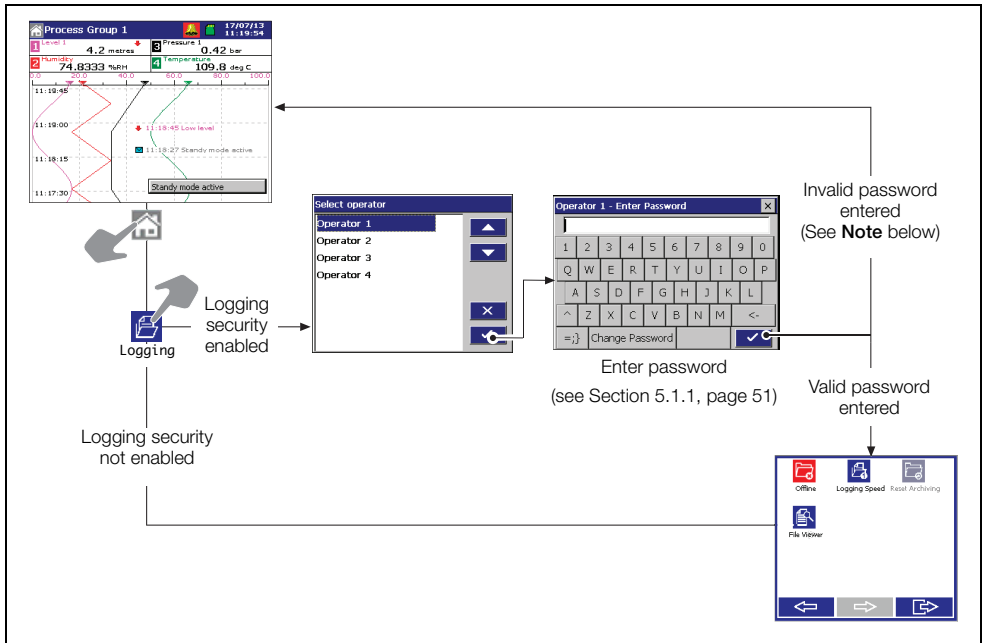 Process Group 1
17/07/13
11:19:54
1 Level 1 4.2 metres
3 Pressure 1 0.42 bar
2 Humidity 74.8333 %RH
4 Temperature 109.8 deg C
0.0 20.0 40.0 60.0 80.0 100.0
11:19:45
11:19:00
11:18:45 Low level
11:18:27 Standy mode active
11:18:15
Standy mode active
11:17:30
Logging
Logging
security
enabled
Logging security
not enabled
Select operator
Operator 1
Operator 2
Operator 3
Operator 4
Operator 1 - Enter Password
1 2 3 4 5 6 7 8 9 0
Q W E R T Y U I O P
A S D F G H J K L
^ Z X C V B N M <-
=;} Change Password
Enter password
(see Section 5.1.1, page 51)
Invalid password
entered
(See Note below)
Valid password
entered
Offline Logging Speed Reset Archiving
File Viewer